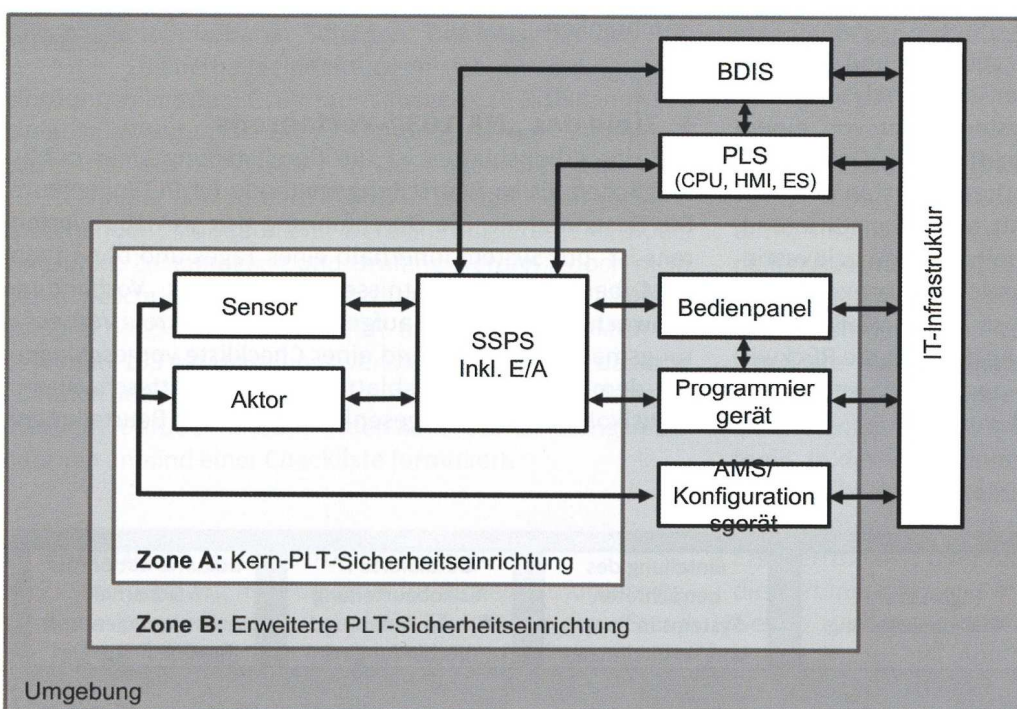 BDIS
PLS
(CPU, HMI, ES)
IT-Infrastruktur
Sensor
SSPS
Inkl. E/A
Bedienpanel
Aktor
Programmier
gerät
AMS/
Konfiguration
sgerät
Zone A: Kern-PLT-Sicherheitseinrichtung
Zone B: Erweiterte PLT-Sicherheitseinrichtung
Umgebung